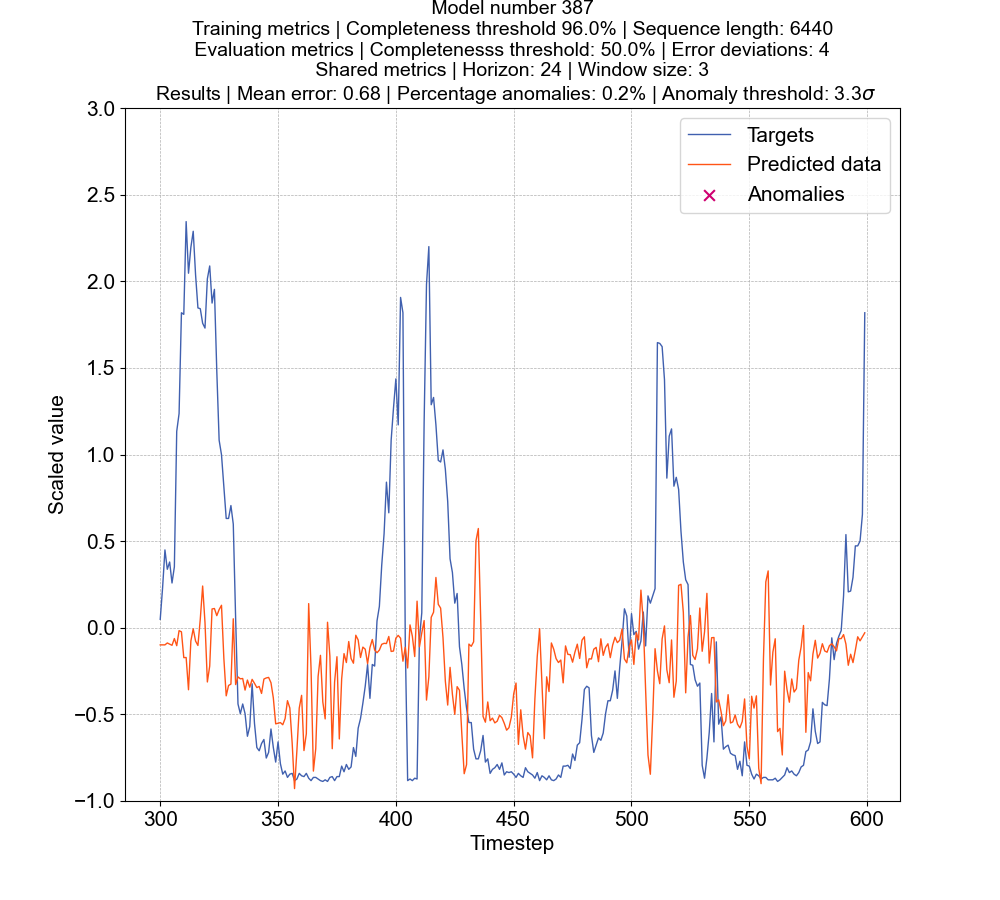 Model number 387
Training metrics | Completeness threshold 96.0% | Sequence length: 6440
Evaluation metrics | Completenesss threshold: 50.0% | Error deviations: 4
Shared metrics | Horizon: 24 | Window size: 3
Results | Mean error: 0.68 | Percentage anomalies: 0.2% | Anomaly threshold: 3.3σ
Targets
Predicted data
Anomalies
Scaled value
3.0
2.5
2.0
1.5
1.0
0.5
0.0
−0.5
−1.0
300 350 400 450 500 550 600
Timestep